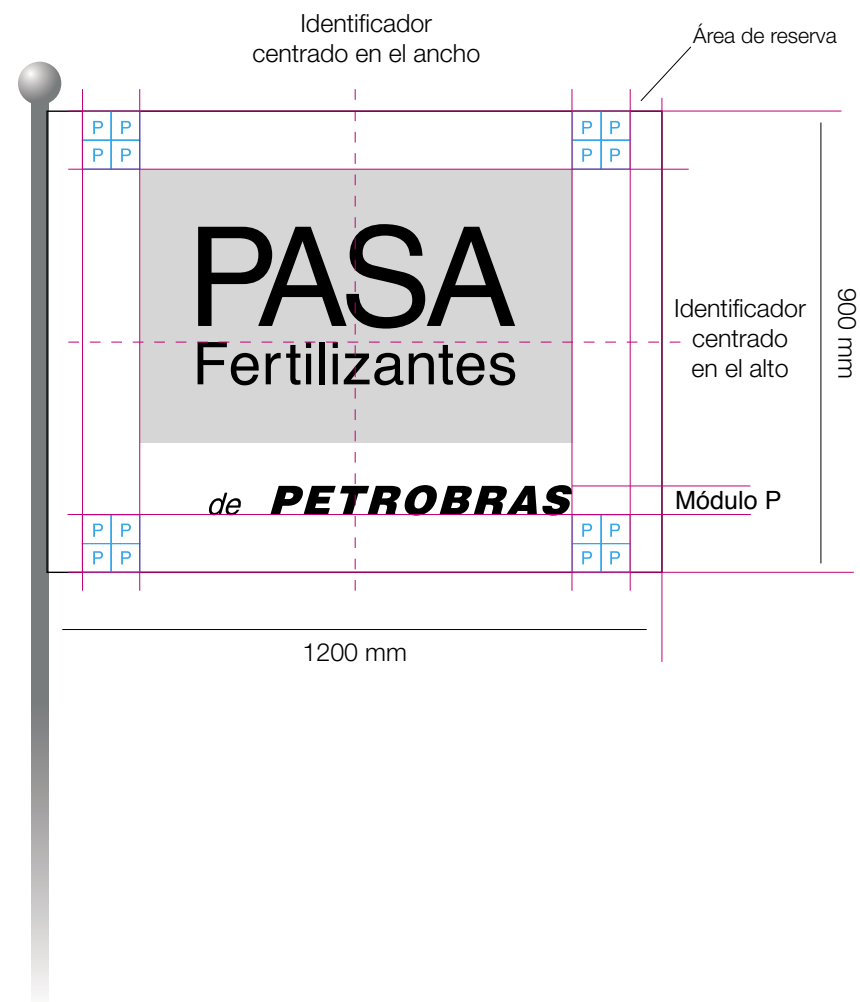 Identificador
centrado en el ancho
Área de reserva
P P P P
P P P P
PASA
Fertilizantes
de PETROBRAS
Identificador
centrado
en el alto
900 mm
Módulo P
P P P P
P P P P
1200 mm